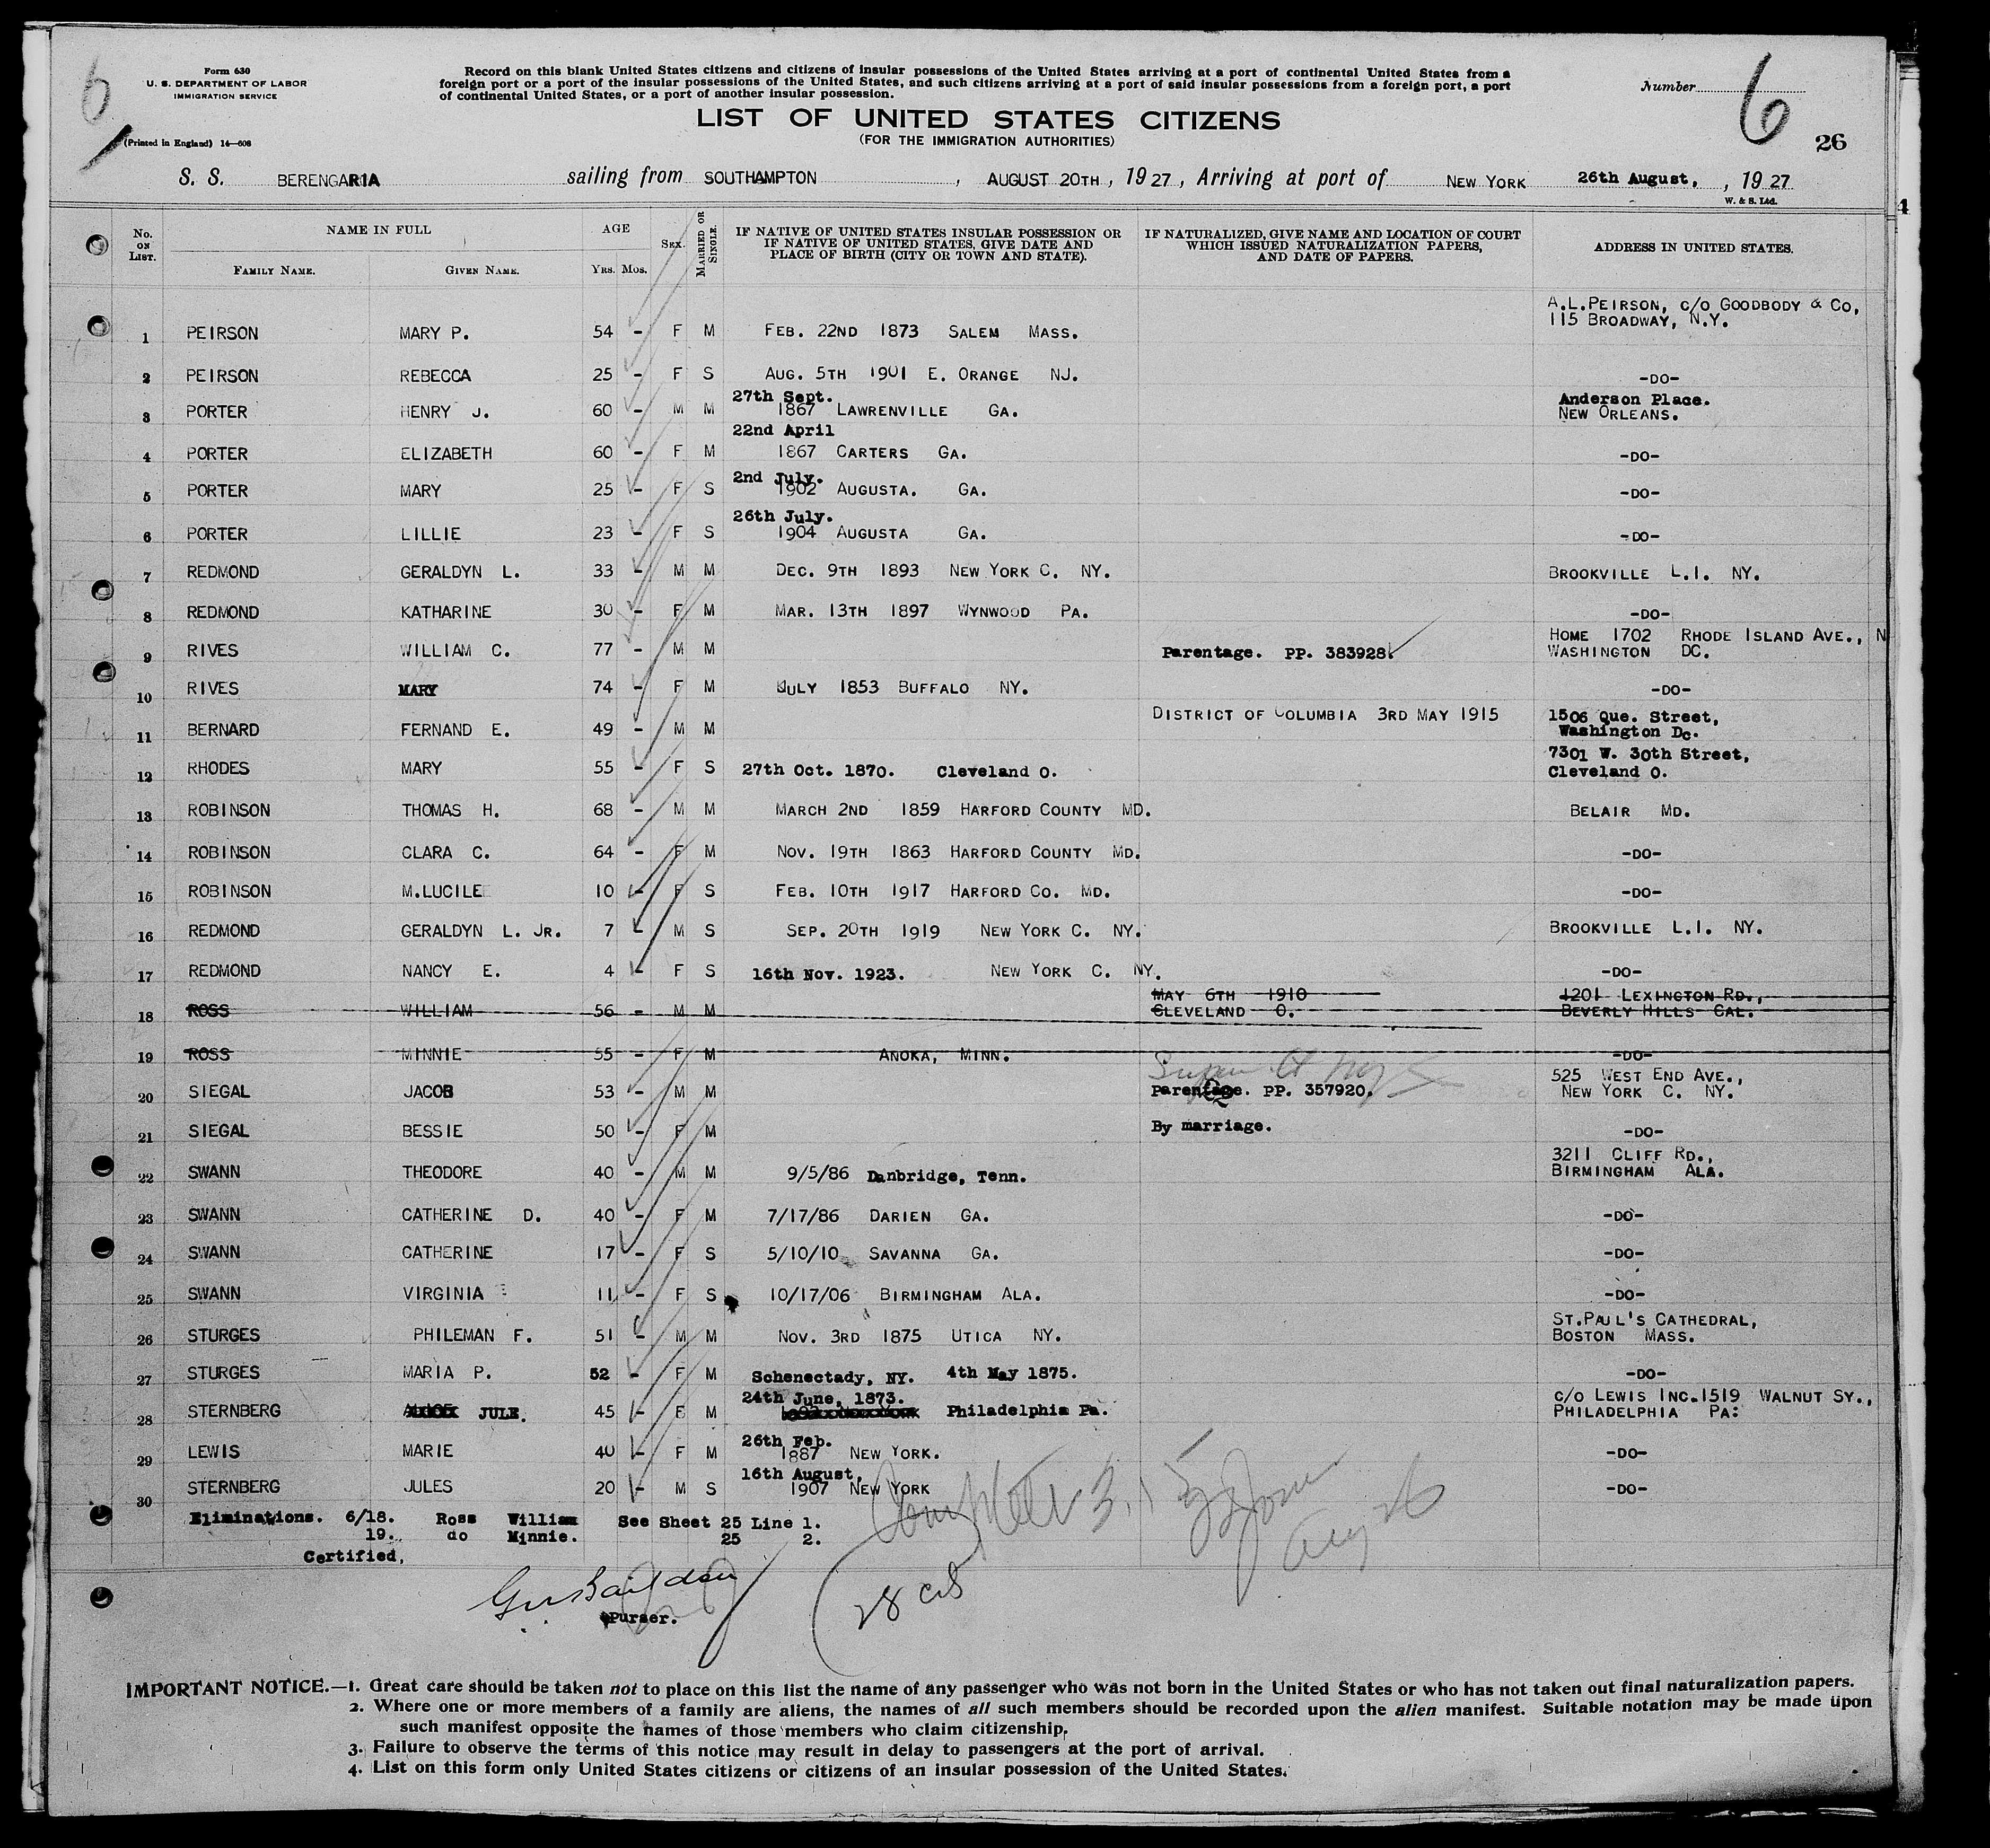 6
Form 630
U. S. DEPARTMENT OF LABOR
IMMIGRATION SERVICE
(Printed in England) 14—608
Record on this blank United States citizens and citizens of insular possessions of the United States arriving at a port of continental United States from a
foreign port or a port of the insular possessions of the United States, and such citizens arriving at a port of said insular possessions from a foreign port, a port
of continental United States, or a port of another insular possession.
LIST OF UNITED STATES CITIZENS
(FOR THE IMMIGRATION AUTHORITIES)
Number 6
26
S. S. BERENGARIA sailing from SOUTHAMPTON, AUGUST 20TH, 1927, Arriving at port of NEW YORK 26th August, , 1927
W. & S. Ltd.
No. ON LIST. NAME IN FULL AGE SEX. MARRIED OR SINGLE. IF NATIVE OF UNITED STATES INSULAR POSSESSION OR IF NATIVE OF UNITED STATES, GIVE DATE AND PLACE OF BIRTH (CITY OR TOWN AND STATE). IF NATURALIZED, GIVE NAME AND LOCATION OF COURT WHICH ISSUED NATURALIZATION PAPERS, AND DATE OF PAPERS. ADDRESS IN UNITED STATES.
FAMILY NAME. GIVEN NAME. YRS. MOS.
A.L.PEIRSON, C/O GOODBODY & CO,
1 PEIRSON MARY P. 54 - F M FEB. 22ND 1873 SALEM MASS. 115 BROADWAY, N.Y.
2 PEIRSON REBECCA 25 - F S AUG. 5TH 1901 E. ORANGE NJ. -DO-
27th Sept. Anderson Place.
3 PORTER HENRY J. 60 - M M 1867 LAWRENVILLE GA. NEW ORLEANS.
22nd April
4 PORTER ELIZABETH 60 - F M 1867 CARTERS GA. -DO-
2nd July.
5 PORTER MARY 25 - F S 1902 AUGUSTA. GA. -DO-
26th July.
6 PORTER LILLIE 23 - F S 1904 AUGUSTA GA. -DO-
7 REDMOND GERALDYN L. 33 - M M DEC. 9TH 1893 NEW YORK C. NY. BROOKVILLE L.I. NY.
8 REDMOND KATHARINE 30 - F M MAR. 13TH 1897 WYNWOOD PA. -DO-
HOME 1702 RHODE ISLAND AVE., N
9 RIVES WILLIAM C. 77 - M M Parentage. PP. 383928. WASHINGTON DC.
10 RIVES MARY 74 - F M JULY 1853 BUFFALO NY. -DO-
DISTRICT OF COLUMBIA 3RD MAY 1915 1506 Que. Street,
11 BERNARD FERNAND E. 49 - M M Washington Dc.
7301 W. 30th Street,
12 RHODES MARY 55 - F S 27th Oct. 1870. Cleveland O. Cleveland O.
13 ROBINSON THOMAS H. 68 - M M MARCH 2ND 1859 HARFORD COUNTY MD. BELAIR MD.
14 ROBINSON CLARA C. 64 - F M NOV. 19TH 1863 HARFORD COUNTY MD. -DO-
15 ROBINSON M.LUCILE 10 - F S FEB. 10TH 1917 HARFORD CO. MD. -DO-
16 REDMOND GERALDYN L. JR. 7 - M S SEP. 20TH 1919 NEW YORK C. NY. BROOKVILLE L.I. NY.
17 REDMOND NANCY E. 4 - F S 16th Nov. 1923. NEW YORK C. NY. -DO-
MAY 6TH 1910 1201 LEXINGTON RD.,
18 ROSS WILLIAM 56 - M M CLEVELAND O. BEVERLY HILLS CAL.
19 ROSS MINNIE 55 - F M ANOKA, MINN. -DO-
525 WEST END AVE.,
20 SIEGAL JACOB 53 - M M Parentage. PP. 357920. NEW YORK C. NY.
21 SIEGAL BESSIE 50 - F M By marriage. -DO-
3211 CLIFF RD.,
22 SWANN THEODORE 40 - M M 9/5/86 Danbridge, Tenn. BIRMINGHAM ALA.
23 SWANN CATHERINE D. 40 - F M 7/17/86 DARIEN GA. -DO-
24 SWANN CATHERINE 17 - F S 5/10/10 SAVANNA GA. -DO-
25 SWANN VIRGINIA 11 - F S 10/17/06 BIRMINGHAM ALA. -DO-
ST.PAUL'S CATHEDRAL,
26 STURGES PHILEMAN F. 51 - M M NOV. 3RD 1875 UTICA NY. BOSTON MASS.
27 STURGES MARIA P. 52 - F M Schenectady, NY. 4th May 1875. -DO-
24th June, 1873. C/O LEWIS INC.1519 WALNUT SY.,
28 STERNBERG JULE. 45 - M Philadelphia Pa. PHILADELPHIA PA:
26th Feb.
29 LEWIS MARIE 40 - F M 1887 NEW YORK. -DO-
16th August,
30 STERNBERG JULES 20 - M S 1907 NEW YORK -DO-
Eliminations. 6/18. Ross William See Sheet 25 Line 1.
19. do Minnie. 25 2.
Certified,
Aug 26
28
Purser.
IMPORTANT NOTICE.—1. Great care should be taken not to place on this list the name of any passenger who was not born in the United States or who has not taken out final naturalization papers.
2. Where one or more members of a family are aliens, the names of all such members should be recorded upon the alien manifest. Suitable notation may be made upon
such manifest opposite the names of those members who claim citizenship.
3. Failure to observe the terms of this notice may result in delay to passengers at the port of arrival.
4. List on this form only United States citizens or citizens of an insular possession of the United States.